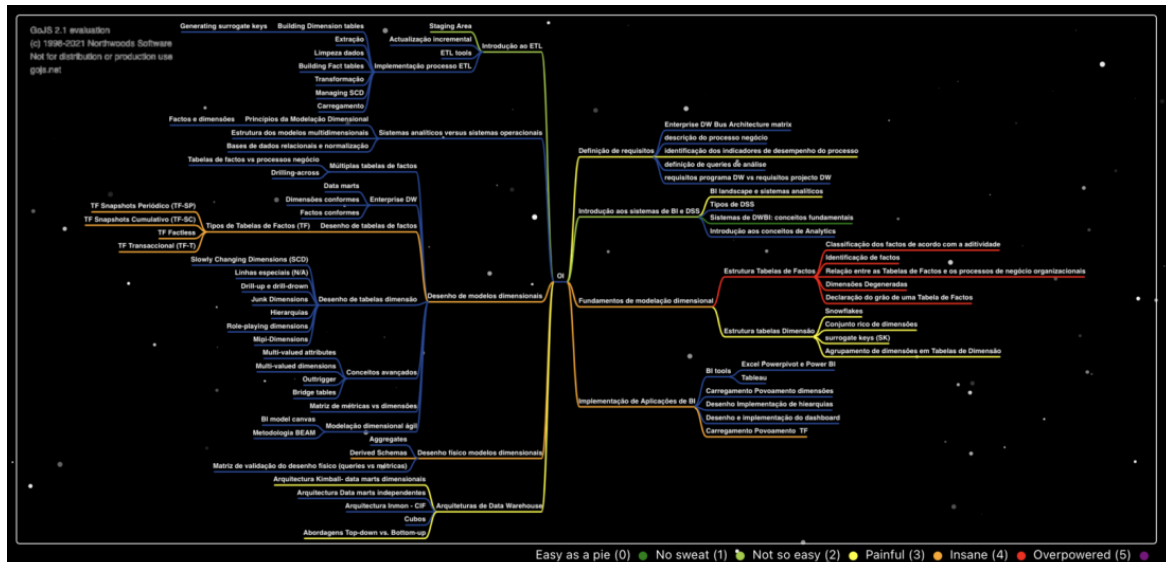 GoJS 2.1 evaluation
(c) 1998-2021 Northwoods Software
Not for distribution or production use
gojs.net
Generating surrogate keys
Building Dimension tables
Extração
Limpeza dados
Building Fact tables
Transformação
Managing SCD
Carregamento
Staging Area
Actualização incremental
ETL tools
Implementação processo ETL
Introdução ao ETL
Factos e dimensões
Princípios da Modelação Dimensional
Estrutura dos modelos multidimensionais
Bases de dados relacionais e normalização
Sistemas analíticos versus sistemas operacionais
Tabelas de factos vs processos negócio
Drilling-across
Múltiplas tabelas de factos
Data marts
Dimensões conformes
Factos conformes
Enterprise DW
TF Snapshots Periódico (TF-SP)
TF Snapshots Cumulativo (TF-SC)
TF Factless
TF Transaccional (TF-T)
Tipos de Tabelas de Factos (TF)
Desenho de tabelas de factos
Slowly Changing Dimensions (SCD)
Linhas especiais (N/A)
Drill-up e drill-drown
Junk Dimensions
Hierarquias
Role-playing dimensions
Mipi-Dimensions
Desenho de tabelas dimensão
Multi-valued attributes
Multi-valued dimensions
Outtrigger
Bridge tables
Conceitos avançados
Matriz de métricas vs dimensões
BI model canvas
Metodologia BEAM
Modelação dimensional ágil
Desenho de modelos dimensionais
Aggregates
Derived Schemas
Matriz de validação do desenho físico (queries vs métricas)
Desenho físico modelos dimensionais
Arquitectura Kimball- data marts dimensionais
Arquitectura Data marts independentes
Arquitectura Inmon - CIF
Cubos
Abordagens Top-down vs. Bottom-up
Arquiteturas de Data Warehouse
OI
Definição de requisitos
Enterprise DW Bus Architecture matrix
descrição do processo negócio
identificação dos indicadores de desempenho do processo
definição de queries de análise
requisitos programa DW vs requisitos projecto DW
Introdução aos sistemas de BI e DSS
BI landscape e sistemas analíticos
Tipos de DSS
Sistemas de DWBI: conceitos fundamentais
Introdução aos conceitos de Analytics
Fundamentos de modelação dimensional
Estrutura Tabelas de Factos
Classificação dos factos de acordo com a aditividade
Identificação de factos
Relação entre as Tabelas de Factos e os processos de negócio organizacionais
Dimensões Degeneradas
Declaração do grão de uma Tabela de Factos
Estrutura tabelas Dimensão
Snowflakes
Conjunto rico de dimensões
surrogate keys (SK)
Agrupamento de dimensões em Tabelas de Dimensão
Implementação de Aplicações de BI
BI tools
Excel Powerpivot e Power BI
Tableau
Carregamento Povoamento dimensões
Desenho Implementação de hiearquias
Desenho e implementação do dashboard
Carregamento Povoamento TF
Easy as a pie (0) No sweat (1) Not so easy (2) Painful (3) Insane (4) Overpowered (5)